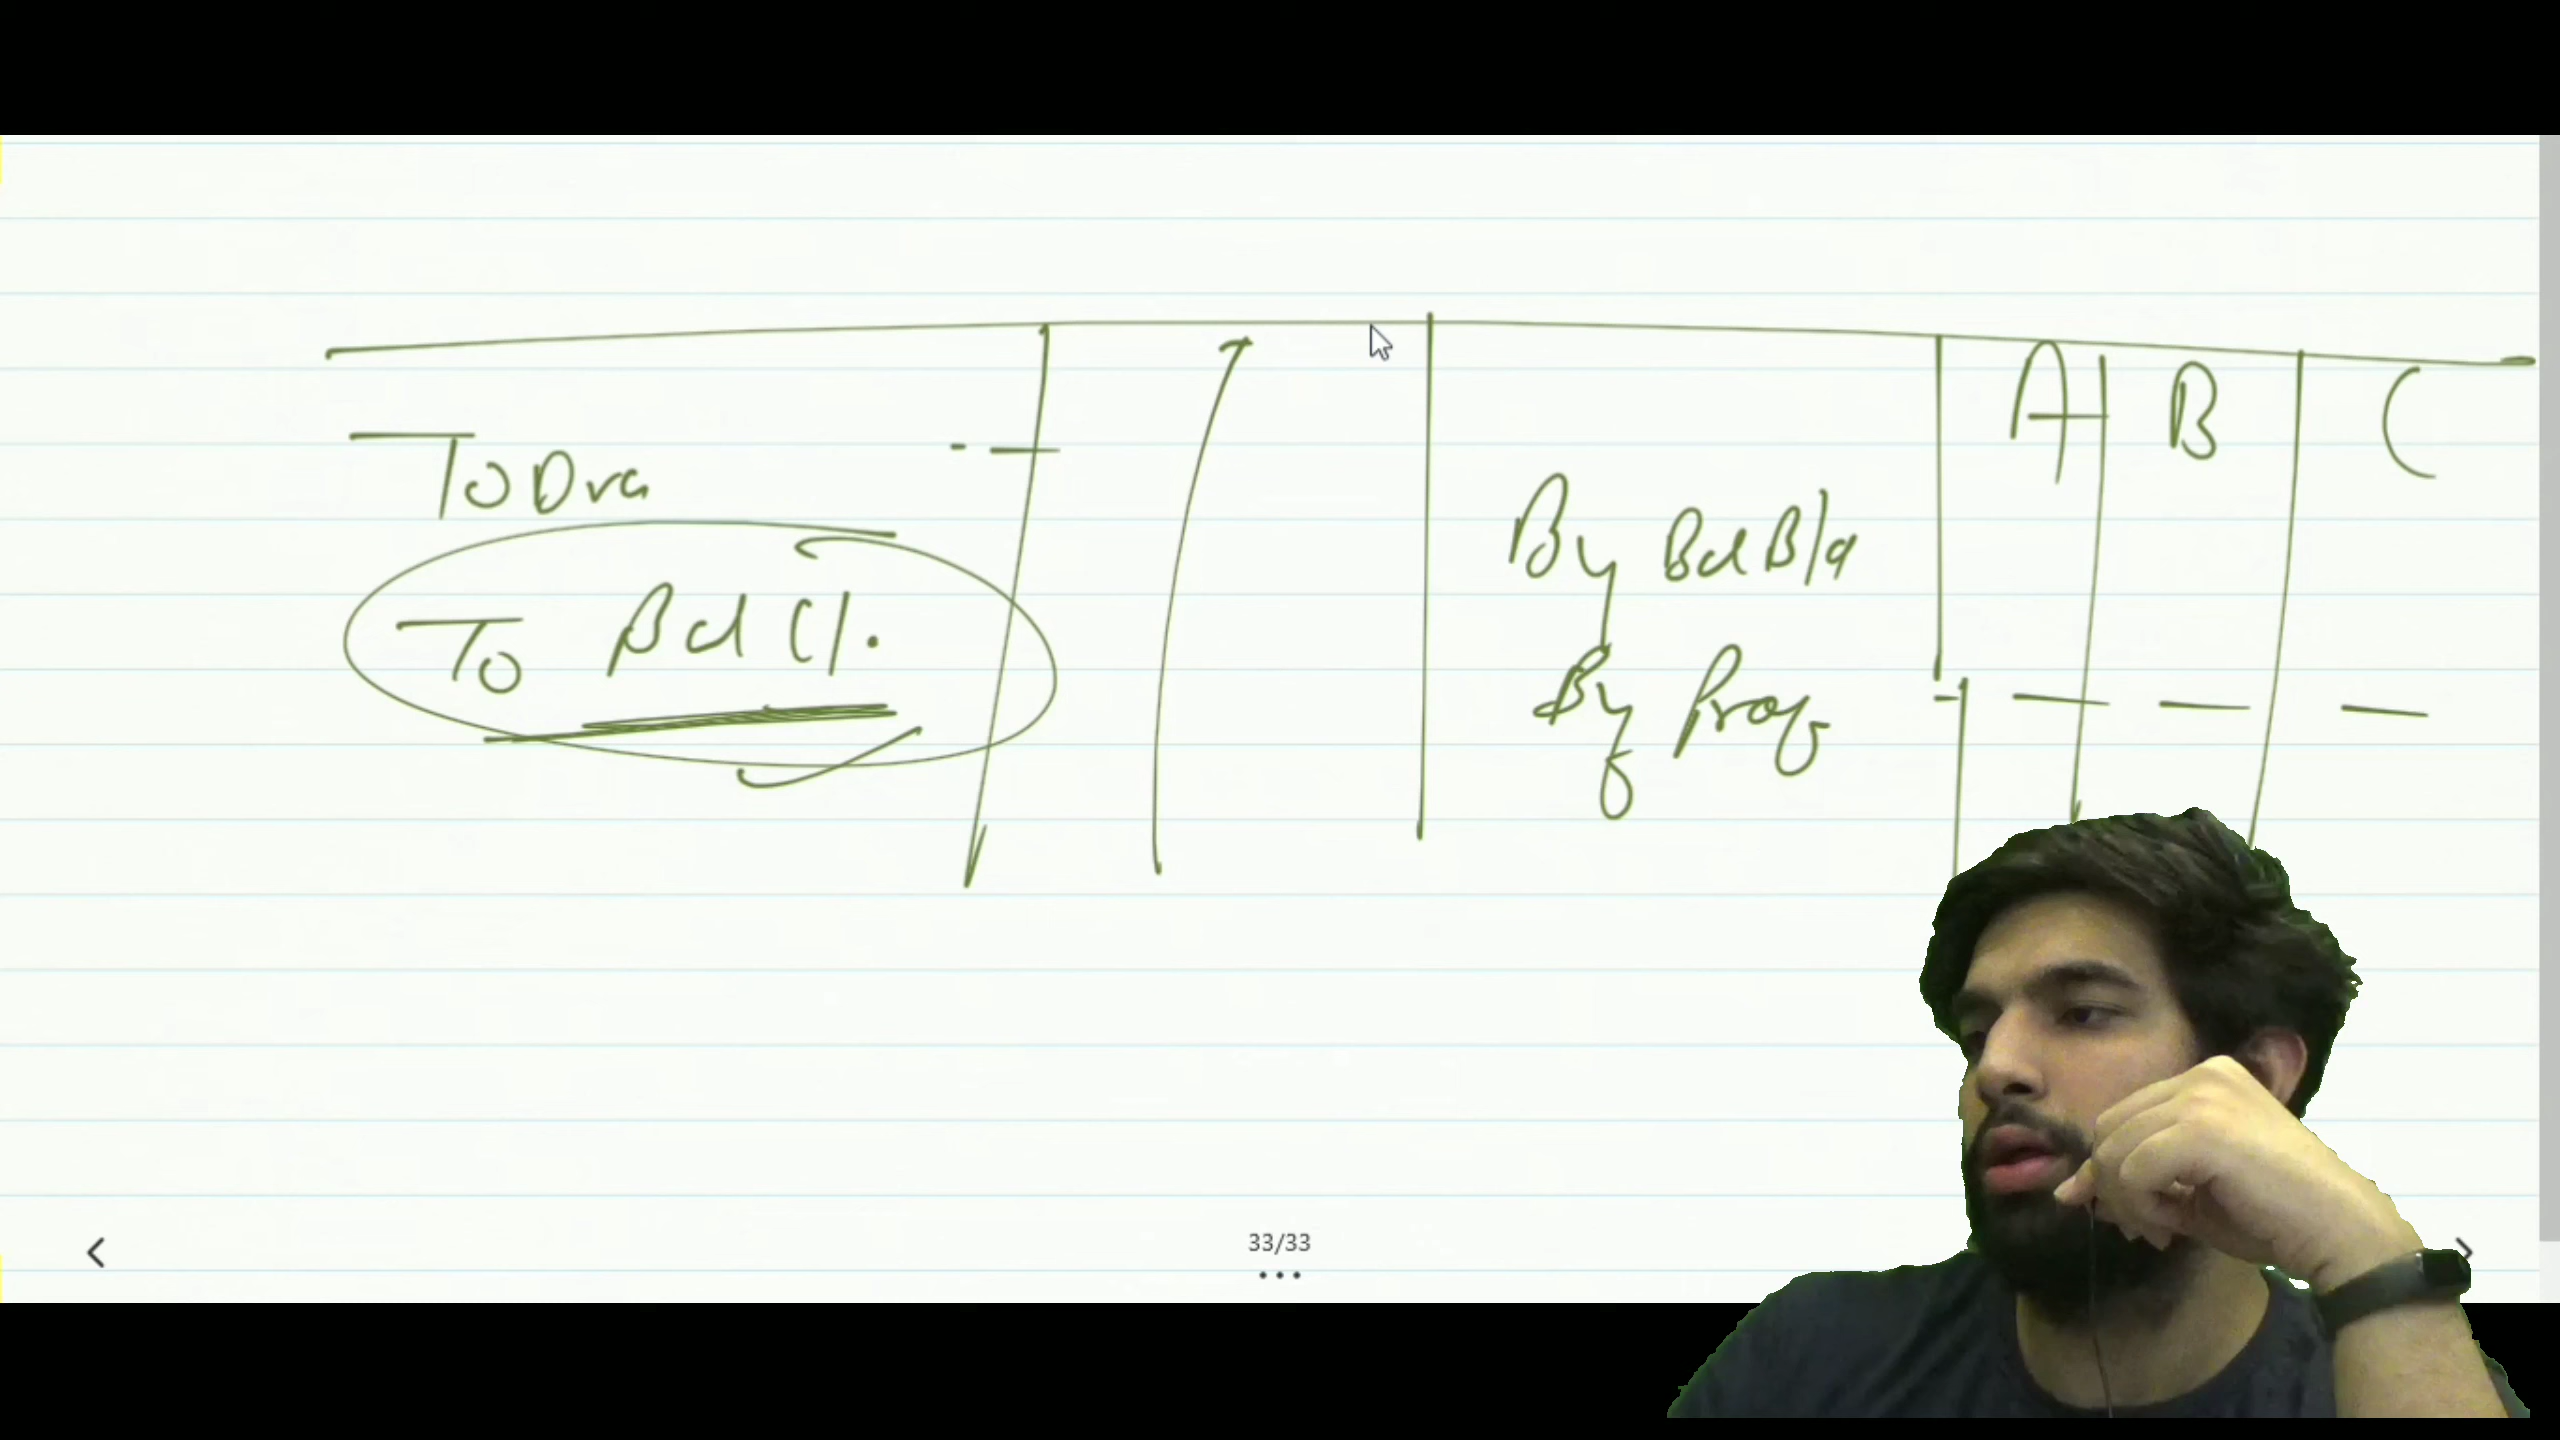 A B C
To Dra
By Bal B/d
To Bal C/.
By Prof
33/33